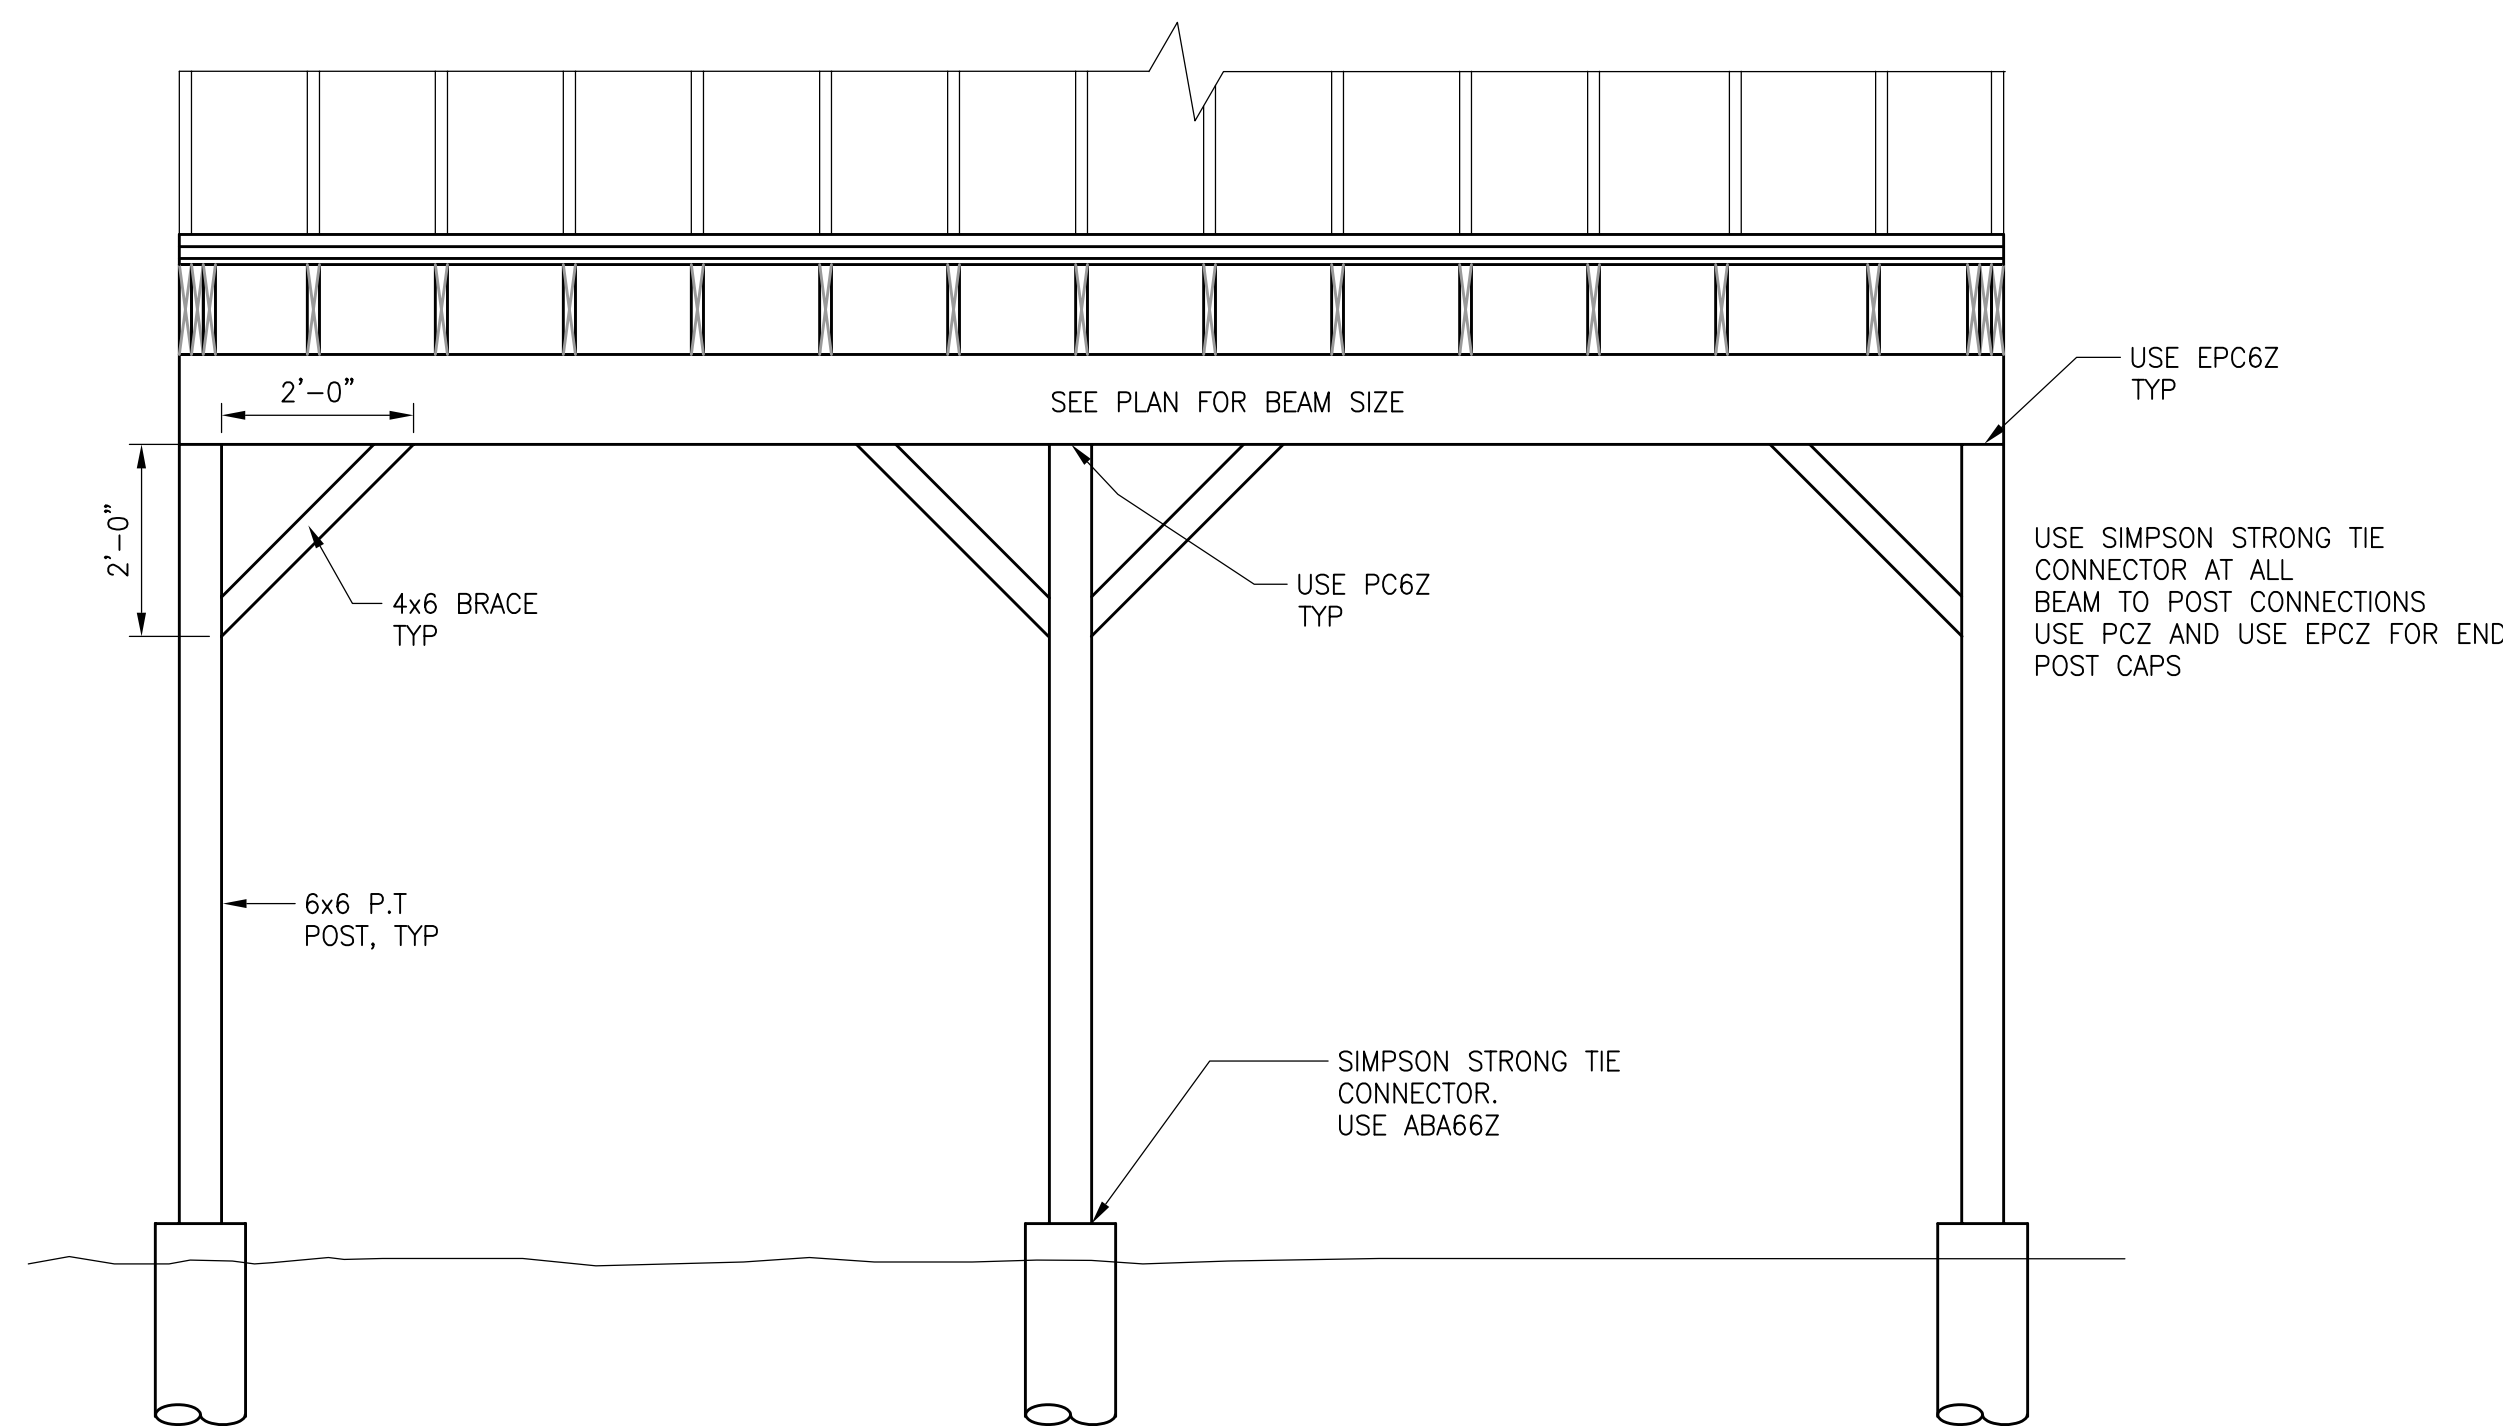 USE EPC6Z
TYP
2'-0"
SEE PLAN FOR BEAM SIZE
2'-0"
USE SIMPSON STRONG TIE
CONNECTOR AT ALL
BEAM TO POST CONNECTIONS
USE PCZ AND USE EPCZ FOR END
POST CAPS
4x6 BRACE
TYP
USE PC6Z
TYP
6x6 P.T
POST, TYP
SIMPSON STRONG TIE
CONNECTOR.
USE ABA66Z